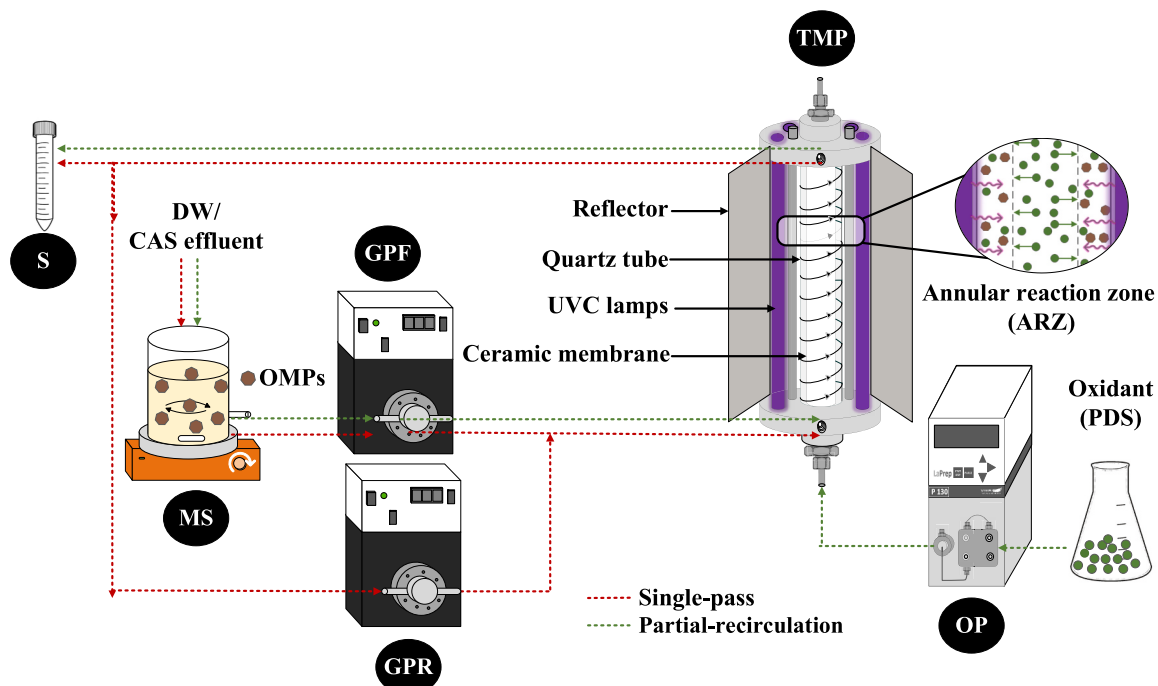 TMP
DW/
CAS effluent
S
GPF
Reflector
Quartz tube
UVC lamps
Ceramic membrane
Annular reaction zone
(ARZ)
OMPs
Oxidant
(PDS)
LaPrep
P 130
MS
Single-pass
Partial-recirculation
OP
GPR